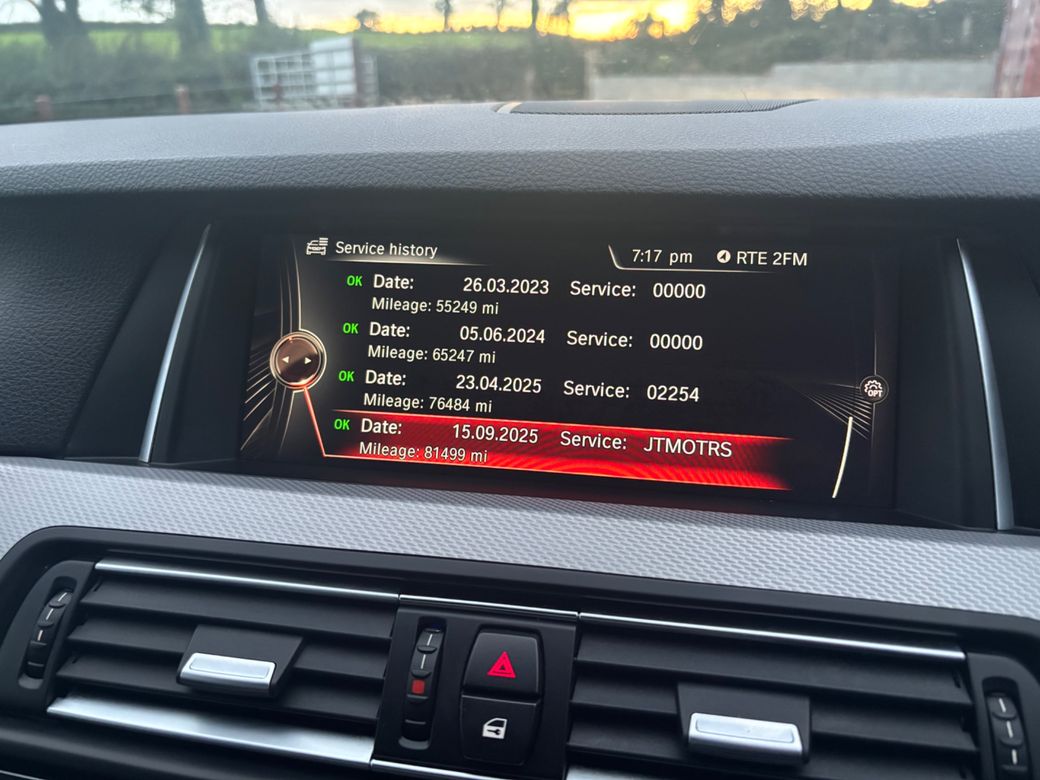 Service history
7:17 pm RTE 2FM
OK Date: 26.03.2023 Service: 00000
Mileage: 55249 mi
OK Date: 05.06.2024 Service: 00000
Mileage: 65247 mi
OK Date: 23.04.2025 Service: 02254
Mileage: 76484 mi
OPT
OK Date: 15.09.2025 Service: JTMOTRS
Mileage: 81499 mi